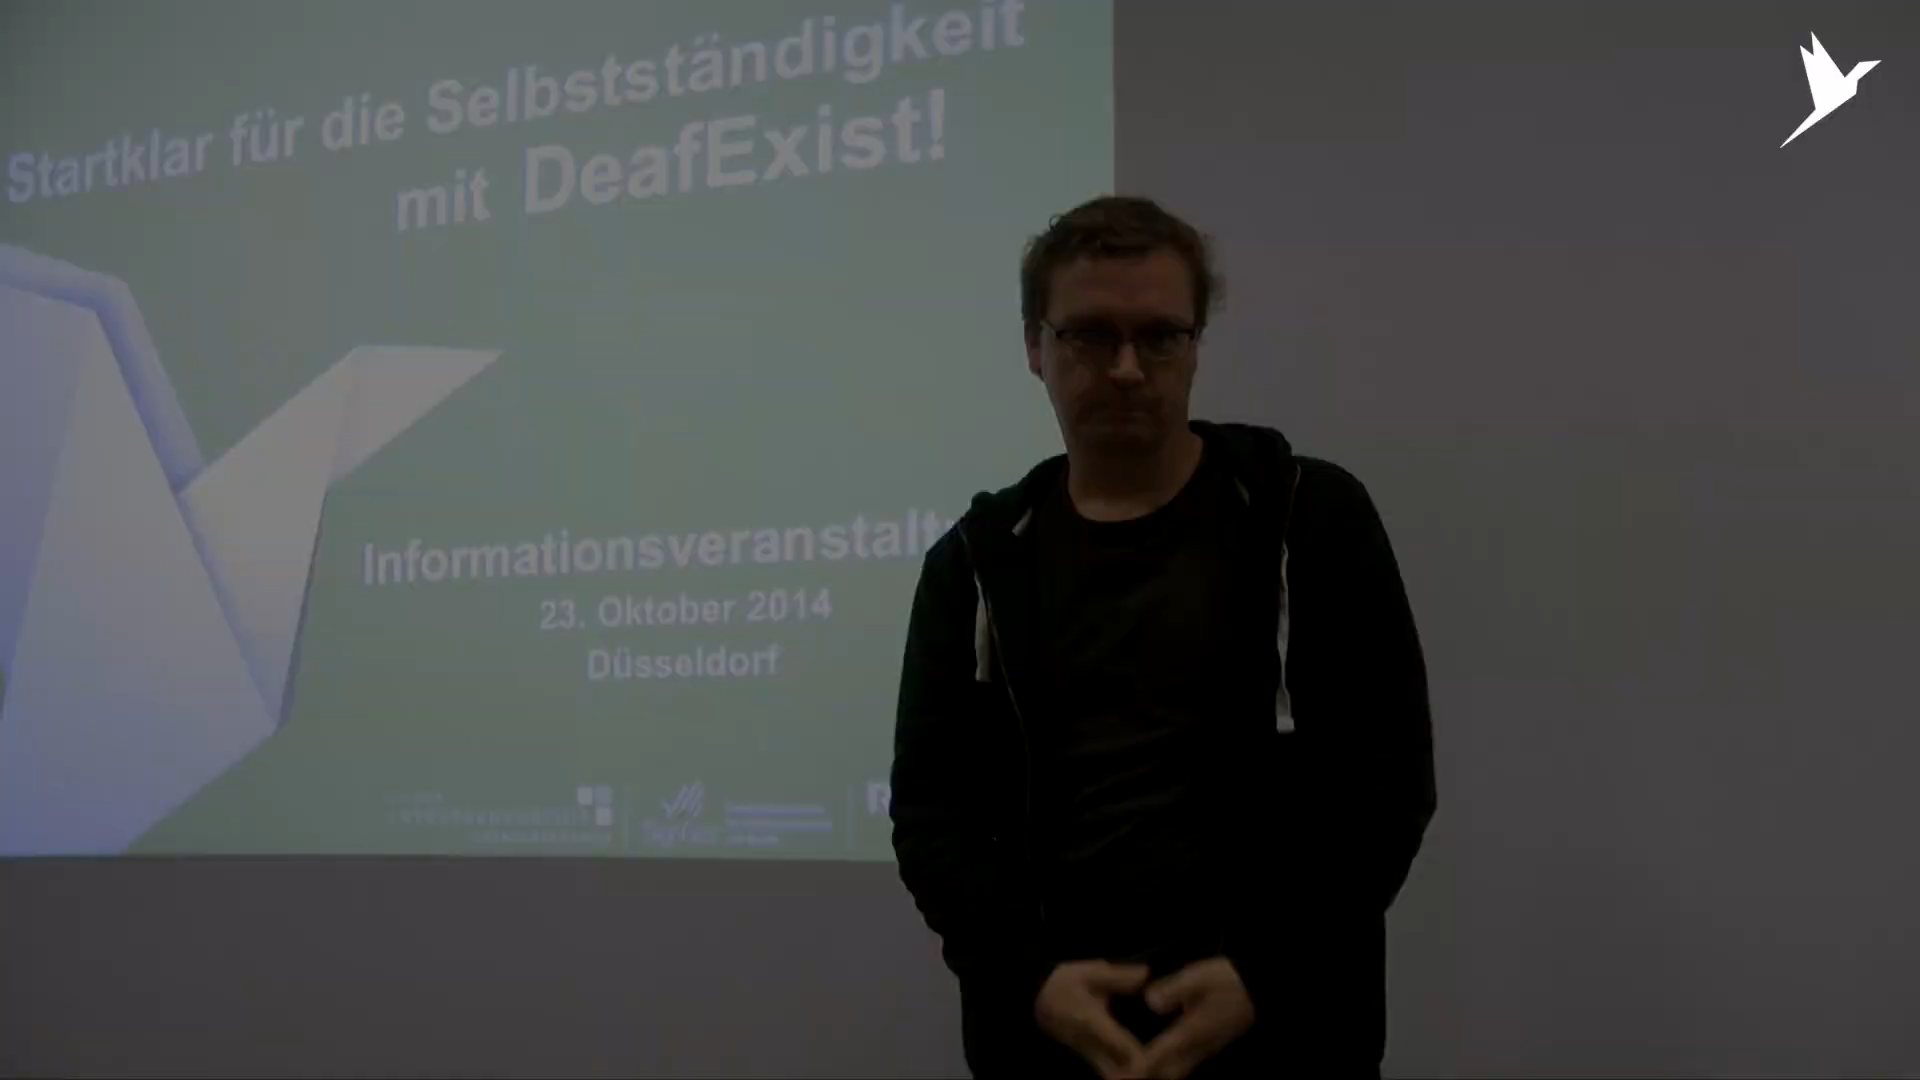 Startklar für die Selbstständigkeit
mit DeafExist!
Informationsveranstalt
23. Oktober 2014
Düsseldorf